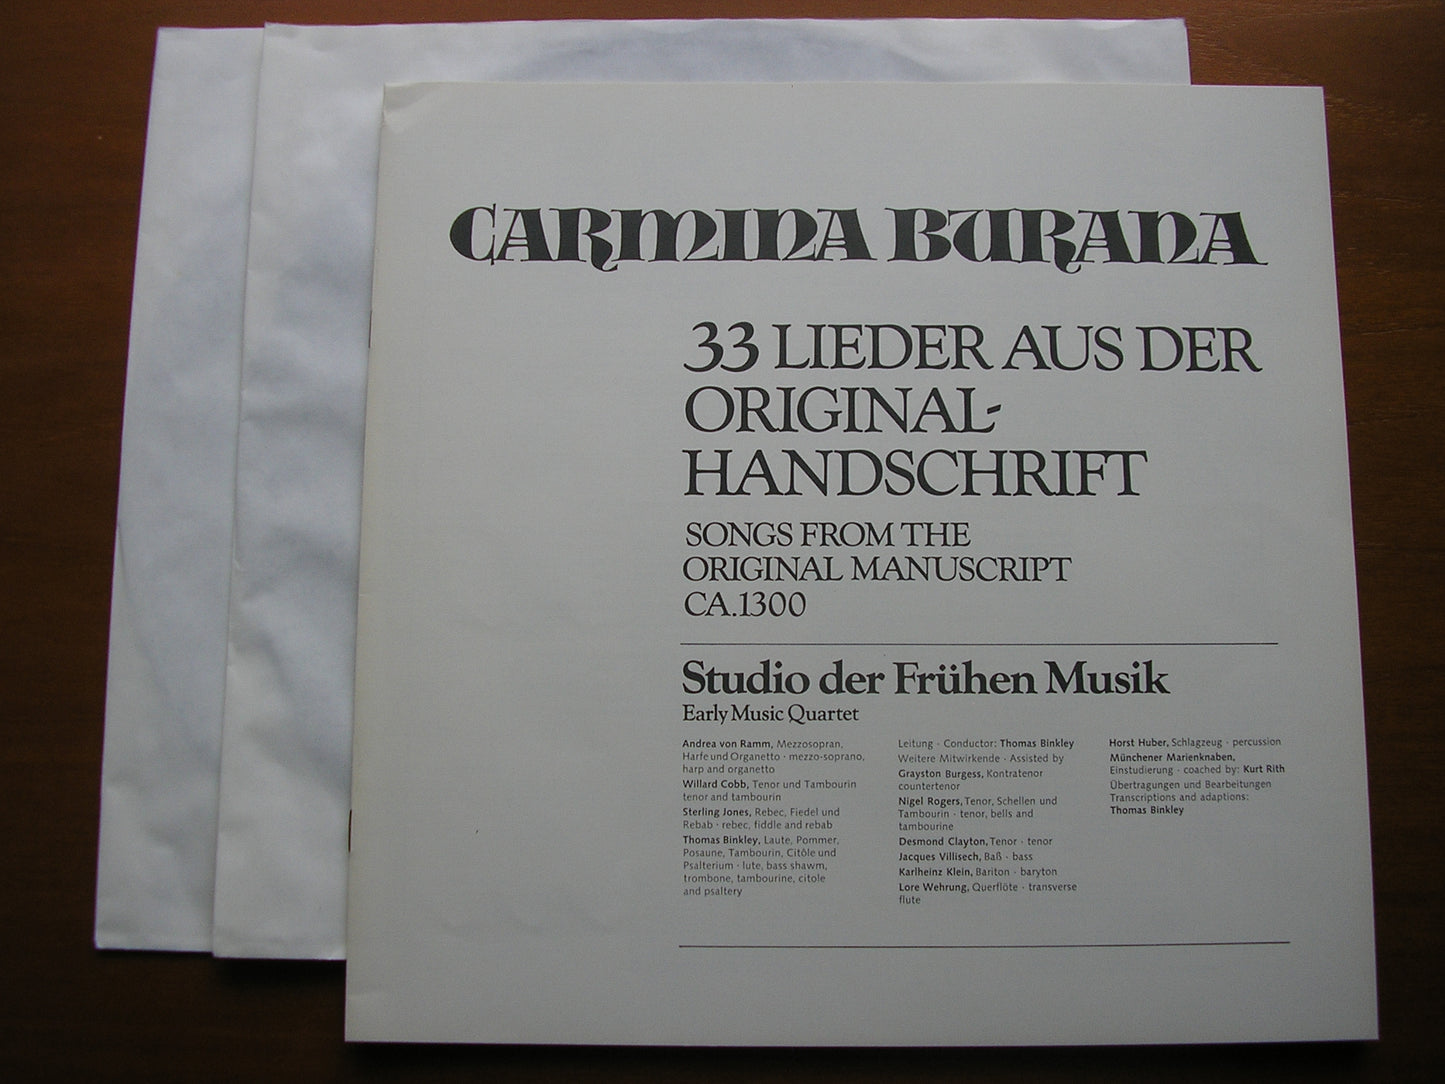 CARMINA BURANA
33 LIEDER AUS DER
ORIGINAL-
HANDSCHRIFT
SONGS FROM THE
ORIGINAL MANUSCRIPT
CA.1300
Studio der Frühen Musik
Early Music Quartet
Andrea von Ramm, Mezzosopran,
Harfe und Organetto · mezzo-soprano,
harp and organetto
Willard Cobb, Tenor und Tambourin
tenor and tambourin
Sterling Jones, Rebec, Fiedel und
Rebab · rebec, fiddle and rebab
Thomas Binkley, Laute, Pommer,
Posaune, Tambourin, Citôle und
Psalterium · lute, bass shawm,
trombone, tambourine, citole
and psaltery
Leitung · Conductor: Thomas Binkley
Weitere Mitwirkende · Assisted by
Grayston Burgess, Kontratenor
countertenor
Nigel Rogers, Tenor, Schellen und
Tambourin · tenor, bells and
tambourine
Desmond Clayton, Tenor · tenor
Jacques Villisech, Baß · bass
Karlheinz Klein, Bariton · baryton
Lore Wehrung, Querflöte · transverse
flute
Horst Huber, Schlagzeug · percussion
Münchener Marienknaben,
Einstudierung · coached by: Kurt Rith
Übertragungen und Bearbeitungen
Transcriptions and adaptions:
Thomas Binkley